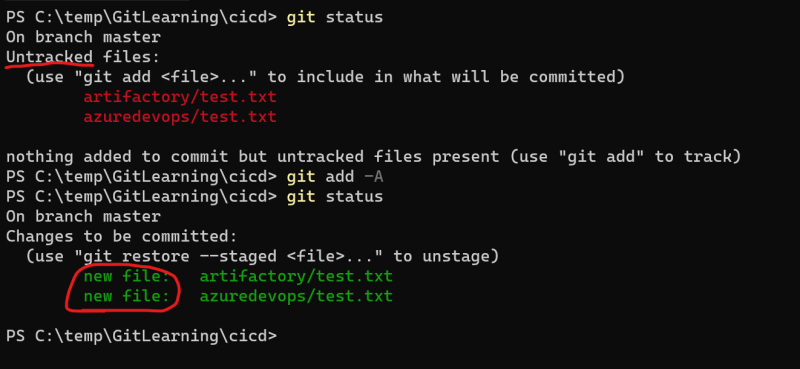 PS C:\temp\GitLearning\cicd> git status
On branch master
Untracked files:
  (use "git add <file>..." to include in what will be committed)
        artifactory/test.txt
        azuredevops/test.txt

nothing added to commit but untracked files present (use "git add" to track)
PS C:\temp\GitLearning\cicd> git add -A
PS C:\temp\GitLearning\cicd> git status
On branch master
Changes to be committed:
  (use "git restore --staged <file>..." to unstage)
        new file:   artifactory/test.txt
        new file:   azuredevops/test.txt

PS C:\temp\GitLearning\cicd>